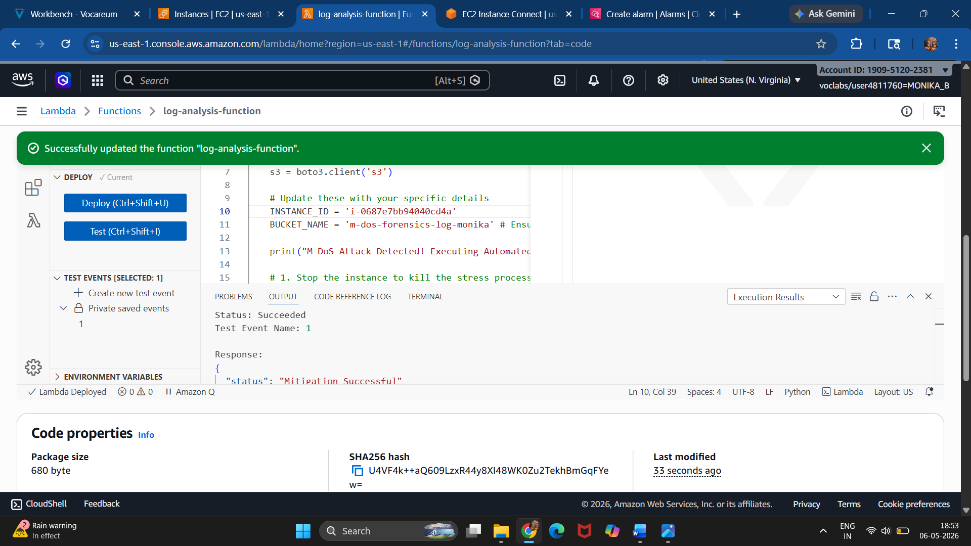 Workbench - Vocareum
Instances | EC2 | us-east-1
log-analysis-function | Fun
EC2 Instance Connect | us-
Create alarm | Alarms | Cl
Ask Gemini
us-east-1.console.aws.amazon.com/lambda/home?region=us-east-1#/functions/log-analysis-function?tab=code
aws
Search
[Alt+S]
United States (N. Virginia)
Account ID: 1909-5120-2381
voclabs/user4811760=MONIKA_B
Lambda
Functions
log-analysis-function
Successfully updated the function "log-analysis-function".
DEPLOY
Current
Deploy (Ctrl+Shift+U)
Test (Ctrl+Shift+I)
TEST EVENTS [SELECTED: 1]
Create new test event
Private saved events
1
ENVIRONMENT VARIABLES
7 s3 = boto3.client('s3')
8
9 # Update these with your specific details
10 INSTANCE_ID = 'i-0687e7bb94040cd4a'
11 BUCKET_NAME = 'm-dos-forensics-log-monika' # Ensu
12
13 print("M DoS Attack Detected! Executing Automated
14
15 # 1. Stop the instance to kill the stress process
PROBLEMS
OUTPUT
CODE REFERENCE LOG
TERMINAL
Execution Results
Status: Succeeded
Test Event Name: 1
Response:
{
"status": "Mitigation Successful"
Lambda Deployed
0
0
Amazon Q
Ln 10, Col 39
Spaces: 4
UTF-8
LF
Python
Lambda
Layout: US
Code properties Info
Package size
680 byte
SHA256 hash
U4VF4k++aQ609LzxR44y8Xl48WK0Zu2TekhBmGqFYe
w=
Last modified
33 seconds ago
CloudShell
Feedback
© 2026, Amazon Web Services, Inc. or its affiliates.
Privacy
Terms
Cookie preferences
2
Rain warning
In effect
Search
ENG
IN
18:53
06-05-2026